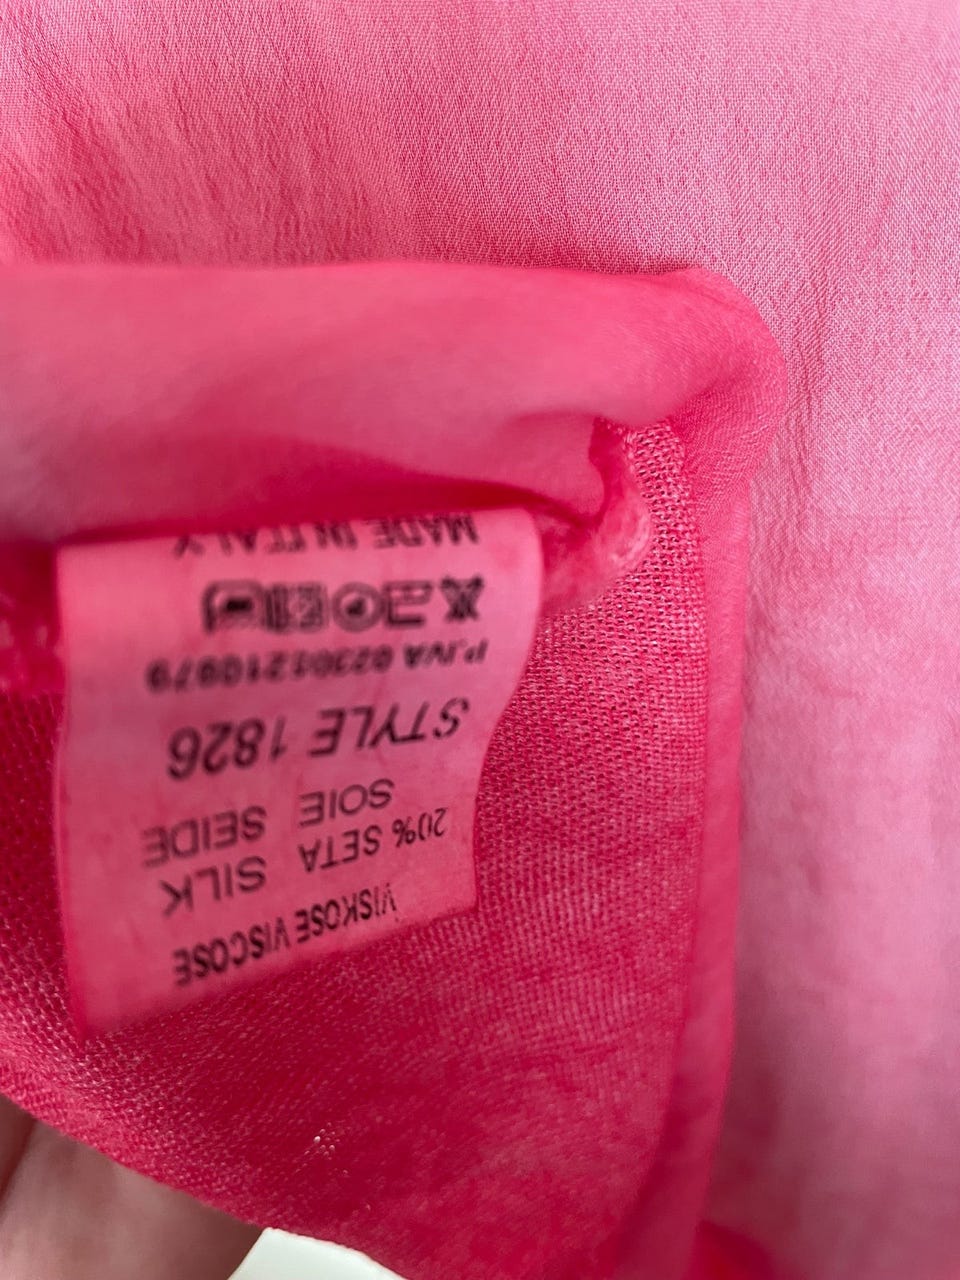 VISKOSE VISCOSE
20% SETA SILK
SOIE SEIDE
STYLE 1826
P.IVA 02301210979
MADE IN ITALY